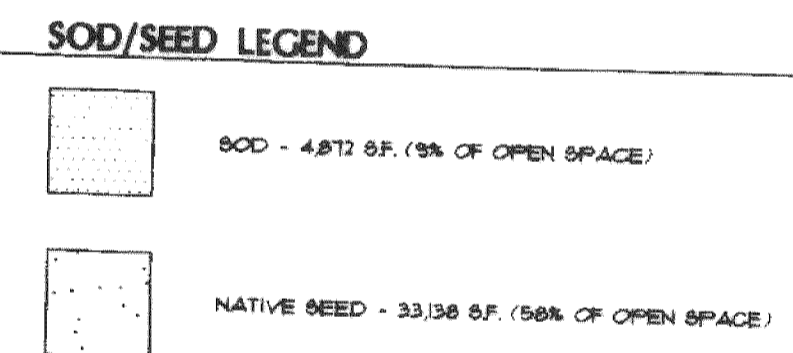 SOD/SEED LEGEND
SOD - 4,872 S.F. (9% OF OPEN SPACE)
NATIVE SEED - 33,138 S.F. (58% OF OPEN SPACE)